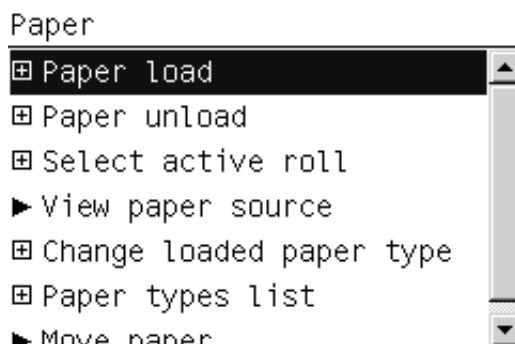 Paper
Paper load
Paper unload
Select active roll
View paper source
Change loaded paper type
Paper types list
Move paper